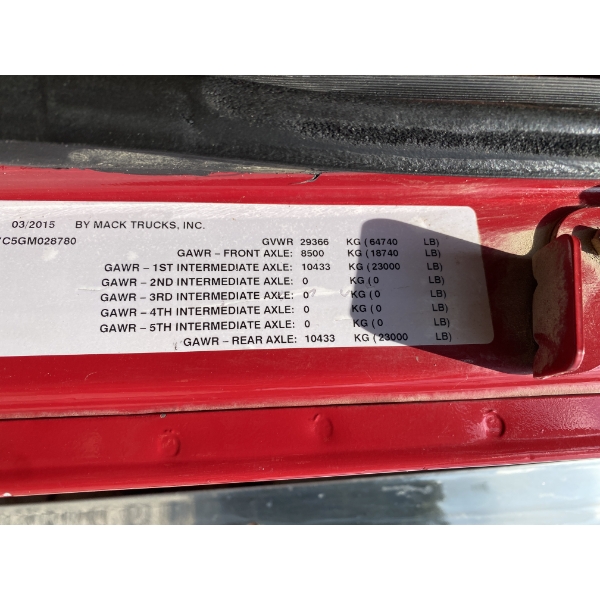 03/2015 BY MACK TRUCKS, INC.
C5GM028780 GVWR 29366 KG (64740 LB)
GAWR – FRONT AXLE: 8500 KG (18740 LB)
GAWR – 1ST INTERMEDIATE AXLE: 10433 KG (23000 LB)
GAWR – 2ND INTERMEDIATE AXLE: 0 KG (0 LB)
GAWR – 3RD INTERMEDIATE AXLE: 0 KG (0 LB)
GAWR – 4TH INTERMEDIATE AXLE: 0 KG (0 LB)
GAWR – 5TH INTERMEDIATE AXLE: 0 KG (0 LB)
GAWR – REAR AXLE: 10433 KG (23000 LB)